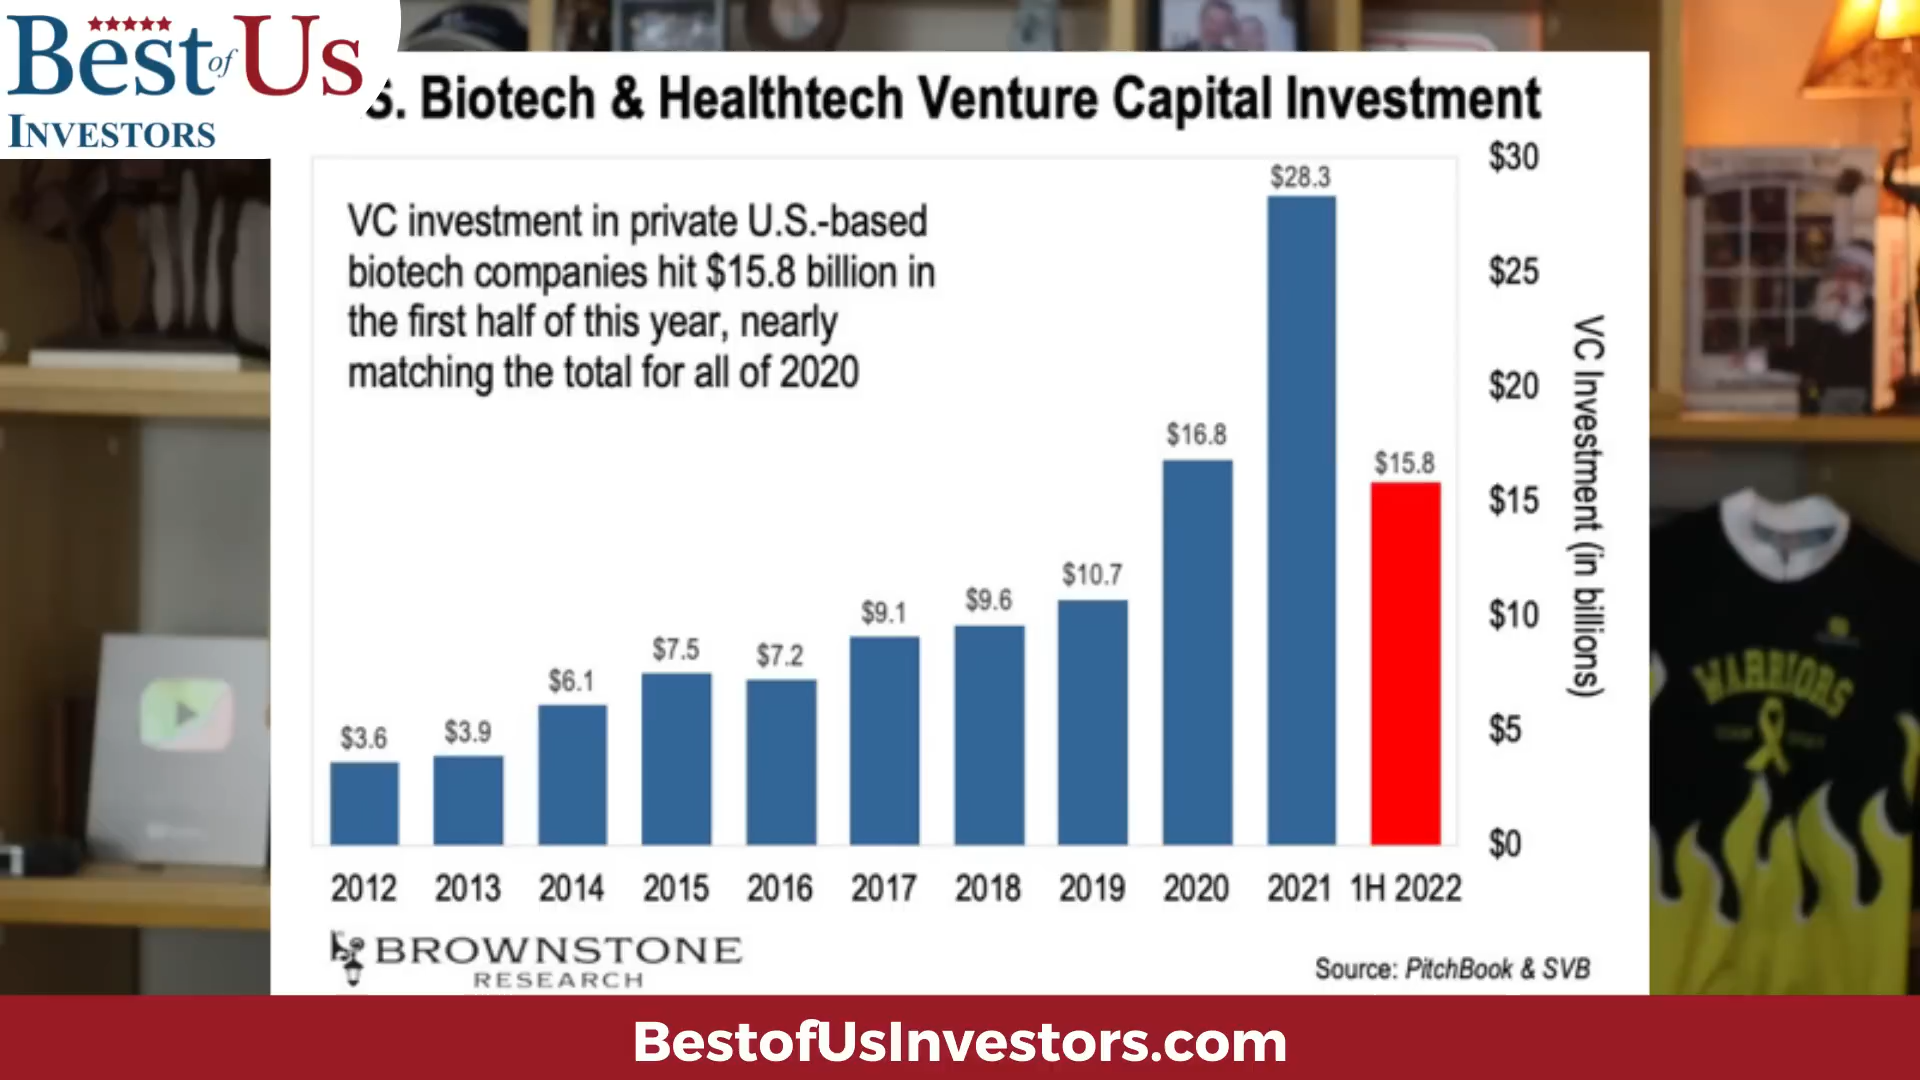 Best of Us
INVESTORS
S. Biotech & Healthtech Venture Capital Investment
VC investment in private U.S.-based
biotech companies hit $15.8 billion in
the first half of this year, nearly
matching the total for all of 2020
$3.6
$3.9
$6.1
$7.5
$7.2
$9.1
$9.6
$10.7
$16.8
$28.3
$15.8
$30
$25
$20
$15
$10
$5
$0
VC Investment (in billions)
2012 2013 2014 2015 2016 2017 2018 2019 2020 2021 1H 2022
BROWNSTONE
RESEARCH
Source: PitchBook & SVB
WARRIORS
BestofUsInvestors.com